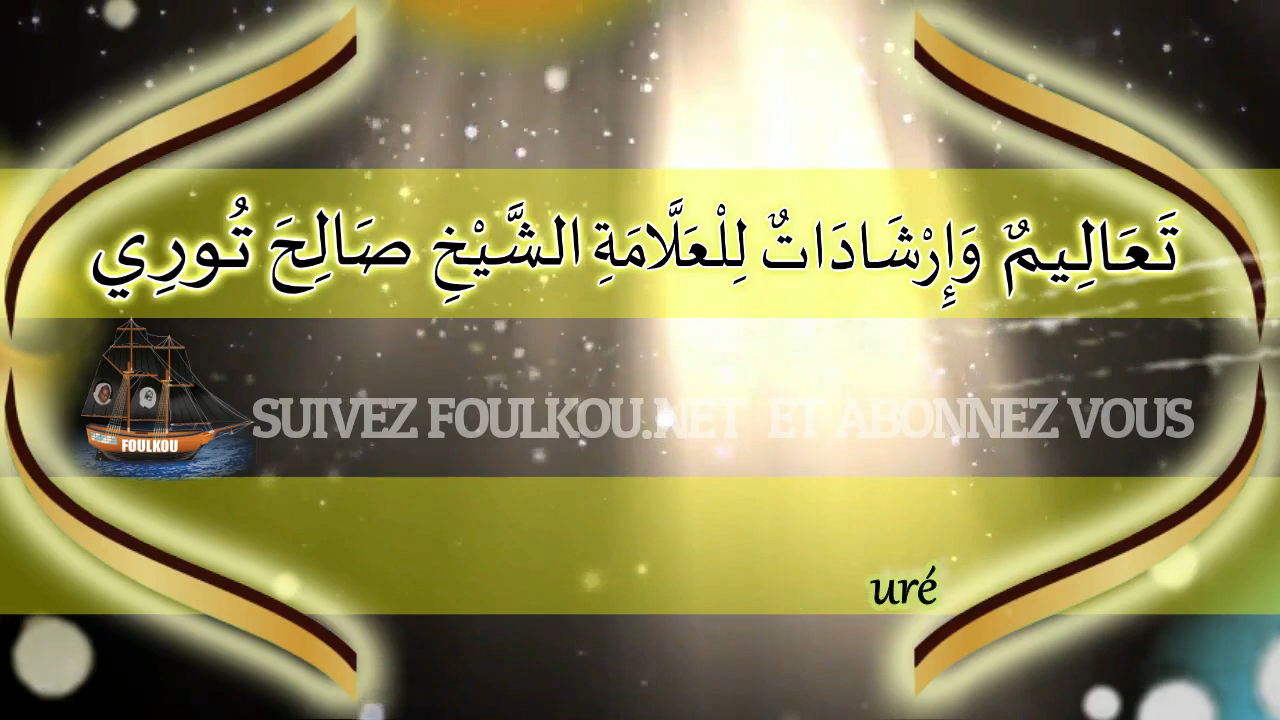 تَعَالِيمٌ وَإِرْشَادَاتٌ لِلْعَلَّامَةِ الشَّيْخِ صَالِحَ تُورِي
SUIVEZ FOULKOU.NET ET ABONNEZ VOUS
FOULKOU
uré